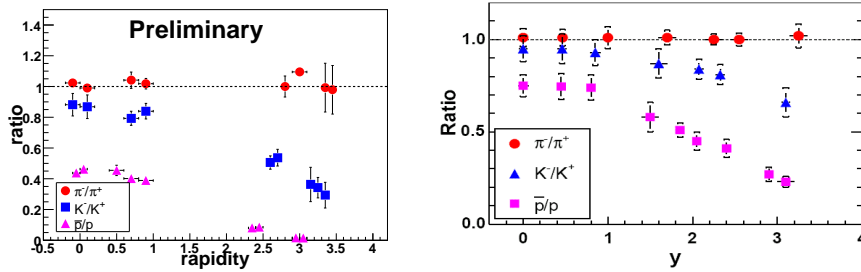 Preliminary
ratio
1.4
1.2
1
0.8
0.6
0.4
0.2
0
π⁻/π⁺
K⁻/K⁺
p̅/p
-0.5 0 0.5 1 1.5 2 2.5 3 3.5 4
rapidity
Ratio
1.0
0.5
0.0
π⁻/π⁺
K⁻/K⁺
p̅/p
0 1 2 3 4
y